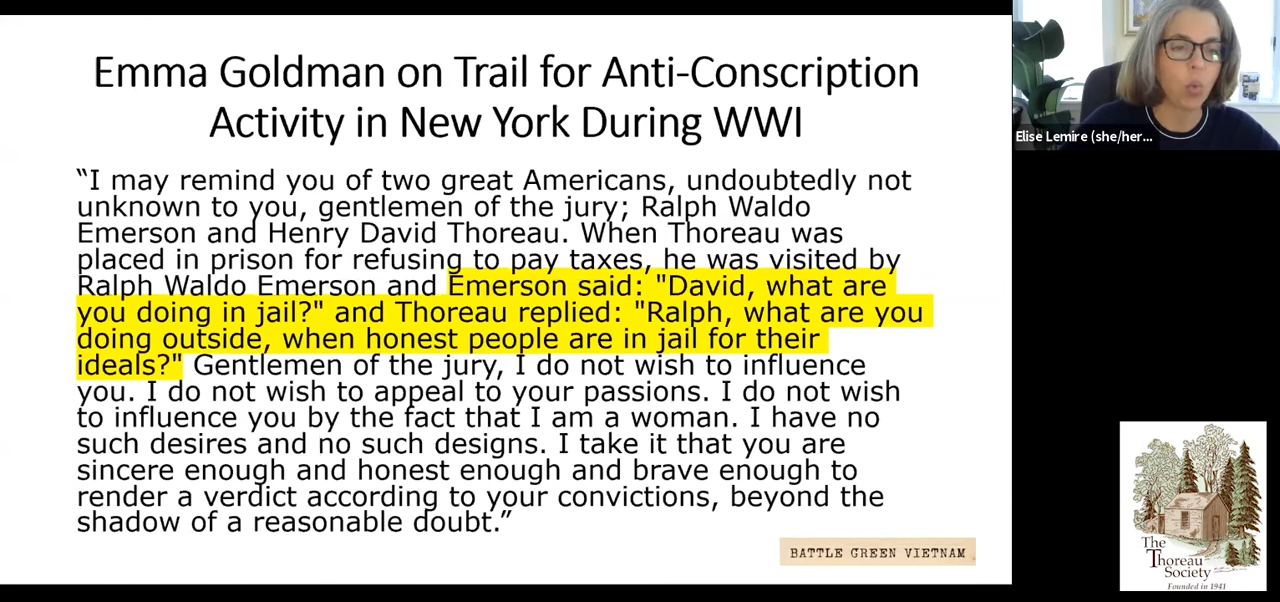 Emma Goldman on Trail for Anti-Conscription
Activity in New York During WWI
“I may remind you of two great Americans, undoubtedly not
unknown to you, gentlemen of the jury; Ralph Waldo
Emerson and Henry David Thoreau. When Thoreau was
placed in prison for refusing to pay taxes, he was visited by
Ralph Waldo Emerson and Emerson said: "David, what are
you doing in jail?" and Thoreau replied: "Ralph, what are you
doing outside, when honest people are in jail for their
ideals?" Gentlemen of the jury, I do not wish to influence
you. I do not wish to appeal to your passions. I do not wish
to influence you by the fact that I am a woman. I have no
such desires and no such designs. I take it that you are
sincere enough and honest enough and brave enough to
render a verdict according to your convictions, beyond the
shadow of a reasonable doubt.”
BATTLE GREEN VIETNAM
Elise Lemire (she/her...
The
Thoreau
Society
Founded in 1941